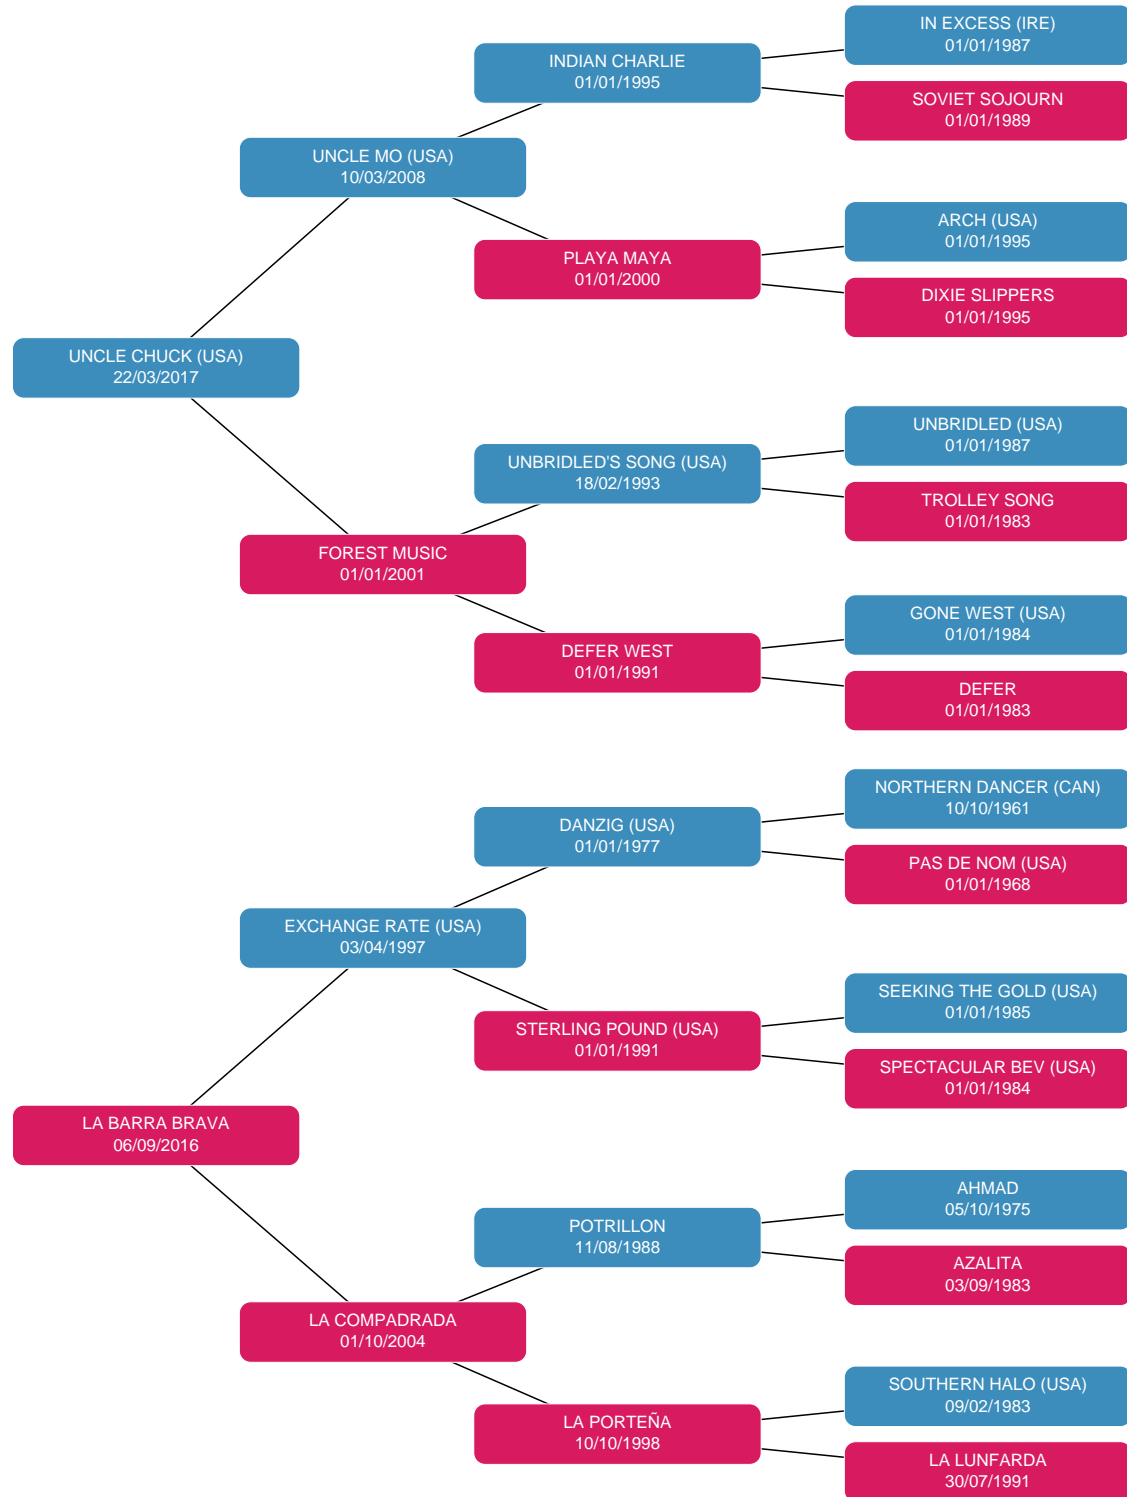 IN EXCESS (IRE)
01/01/1987
INDIAN CHARLIE
01/01/1995
SOVIET SOJOURN
01/01/1989
UNCLE MO (USA)
10/03/2008
ARCH (USA)
01/01/1995
PLAYA MAYA
01/01/2000
DIXIE SLIPPERS
01/01/1995
UNCLE CHUCK (USA)
22/03/2017
UNBRIDLED (USA)
01/01/1987
UNBRIDLED'S SONG (USA)
18/02/1993
TROLLEY SONG
01/01/1983
FOREST MUSIC
01/01/2001
GONE WEST (USA)
01/01/1984
DEFER WEST
01/01/1991
DEFER
01/01/1983
NORTHERN DANCER (CAN)
10/10/1961
DANZIG (USA)
01/01/1977
PAS DE NOM (USA)
01/01/1968
EXCHANGE RATE (USA)
03/04/1997
SEEKING THE GOLD (USA)
01/01/1985
STERLING POUND (USA)
01/01/1991
SPECTACULAR BEV (USA)
01/01/1984
LA BARRA BRAVA
06/09/2016
AHMAD
05/10/1975
POTRILLON
11/08/1988
AZALITA
03/09/1983
LA COMPADRADA
01/10/2004
SOUTHERN HALO (USA)
09/02/1983
LA PORTEÑA
10/10/1998
LA LUNFARDA
30/07/1991